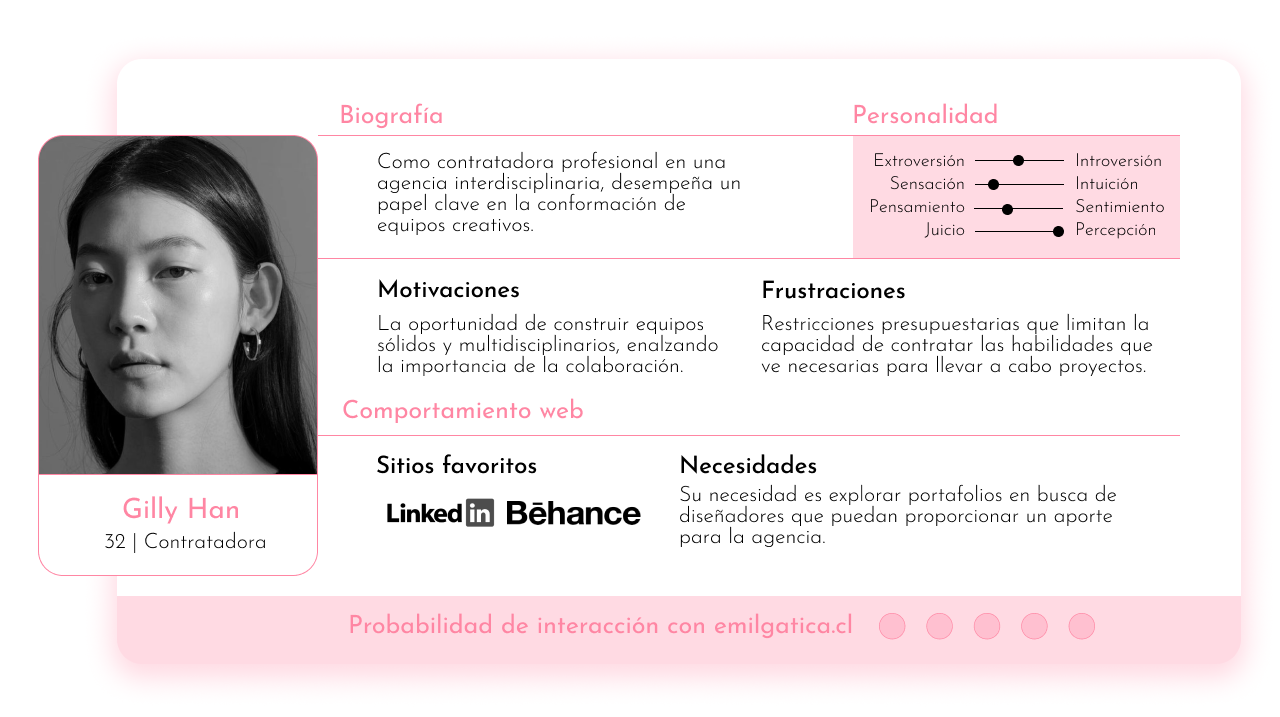 Biografía
Como contratadora profesional en una
agencia interdisciplinaria, desempeña un
papel clave en la conformación de
equipos creativos.
Personalidad
Extroversión Introversión
Sensación Intuición
Pensamiento Sentimiento
Juicio Percepción
Motivaciones
La oportunidad de construir equipos
sólidos y multidisciplinarios, enalzando
la importancia de la colaboración.
Frustraciones
Restricciones presupuestarias que limitan la
capacidad de contratar las habilidades que
ve necesarias para llevar a cabo proyectos.
Comportamiento web
Sitios favoritos
Linked in Bēhance
Necesidades
Su necesidad es explorar portafolios en busca de
diseñadores que puedan proporcionar un aporte
para la agencia.
Gilly Han
32 | Contratadora
Probabilidad de interacción con emilgatica.cl